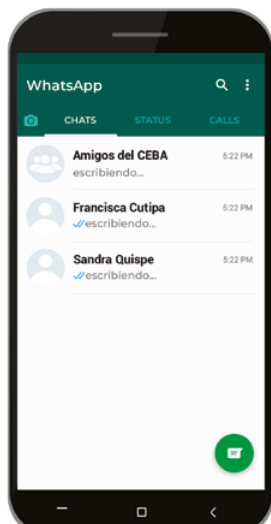 WhatsApp
CHATS STATUS CALLS
Amigos del CEBA 5:22 PM
escribiendo...
Francisca Cutipa 5:22 PM
escribiendo...
Sandra Quispe 5:22 PM
escribiendo...